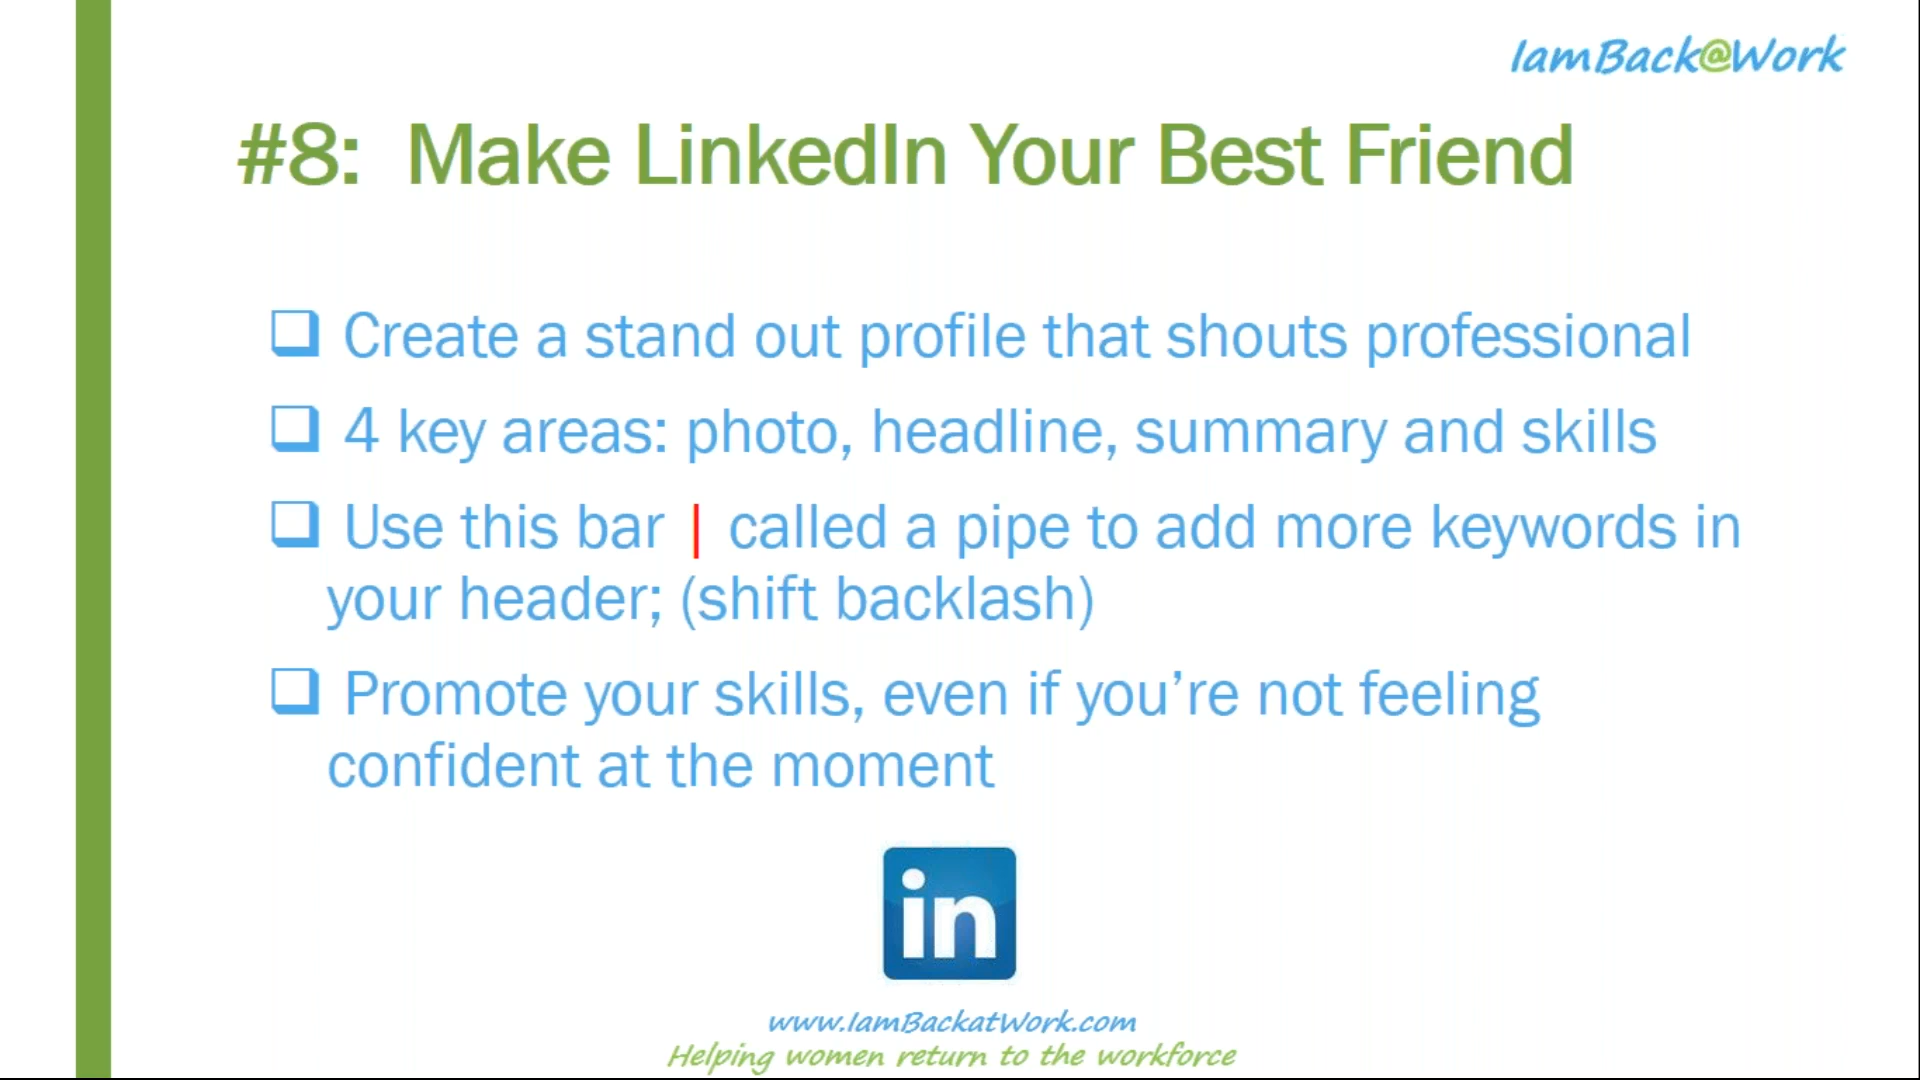 IamBack@Work
#8: Make LinkedIn Your Best Friend
Create a stand out profile that shouts professional
4 key areas: photo, headline, summary and skills
Use this bar | called a pipe to add more keywords in
your header; (shift backlash)
Promote your skills, even if you’re not feeling
confident at the moment
in
www.IamBackatWork.com
Helping women return to the workforce